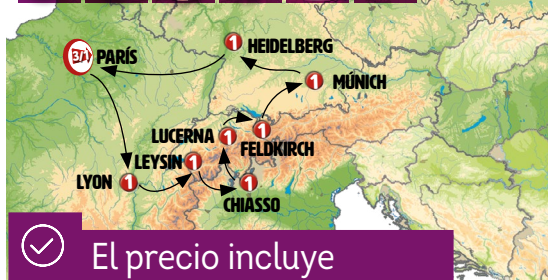 1 HEIDELBERG
3/1 PARÍS
1 MÚNICH
LUCERNA 1
1 FELDKIRCH
LEYSIN 1
LYON 1
1
CHIASSO
El precio incluye